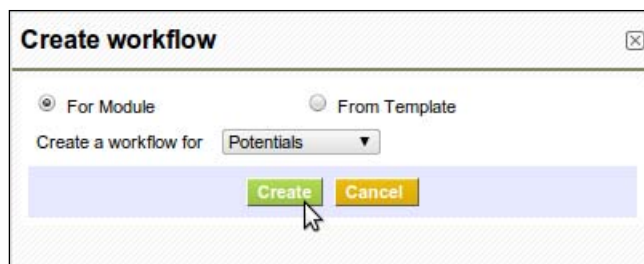 Create workflow
For Module From Template
Create a workflow for Potentials
Create Cancel